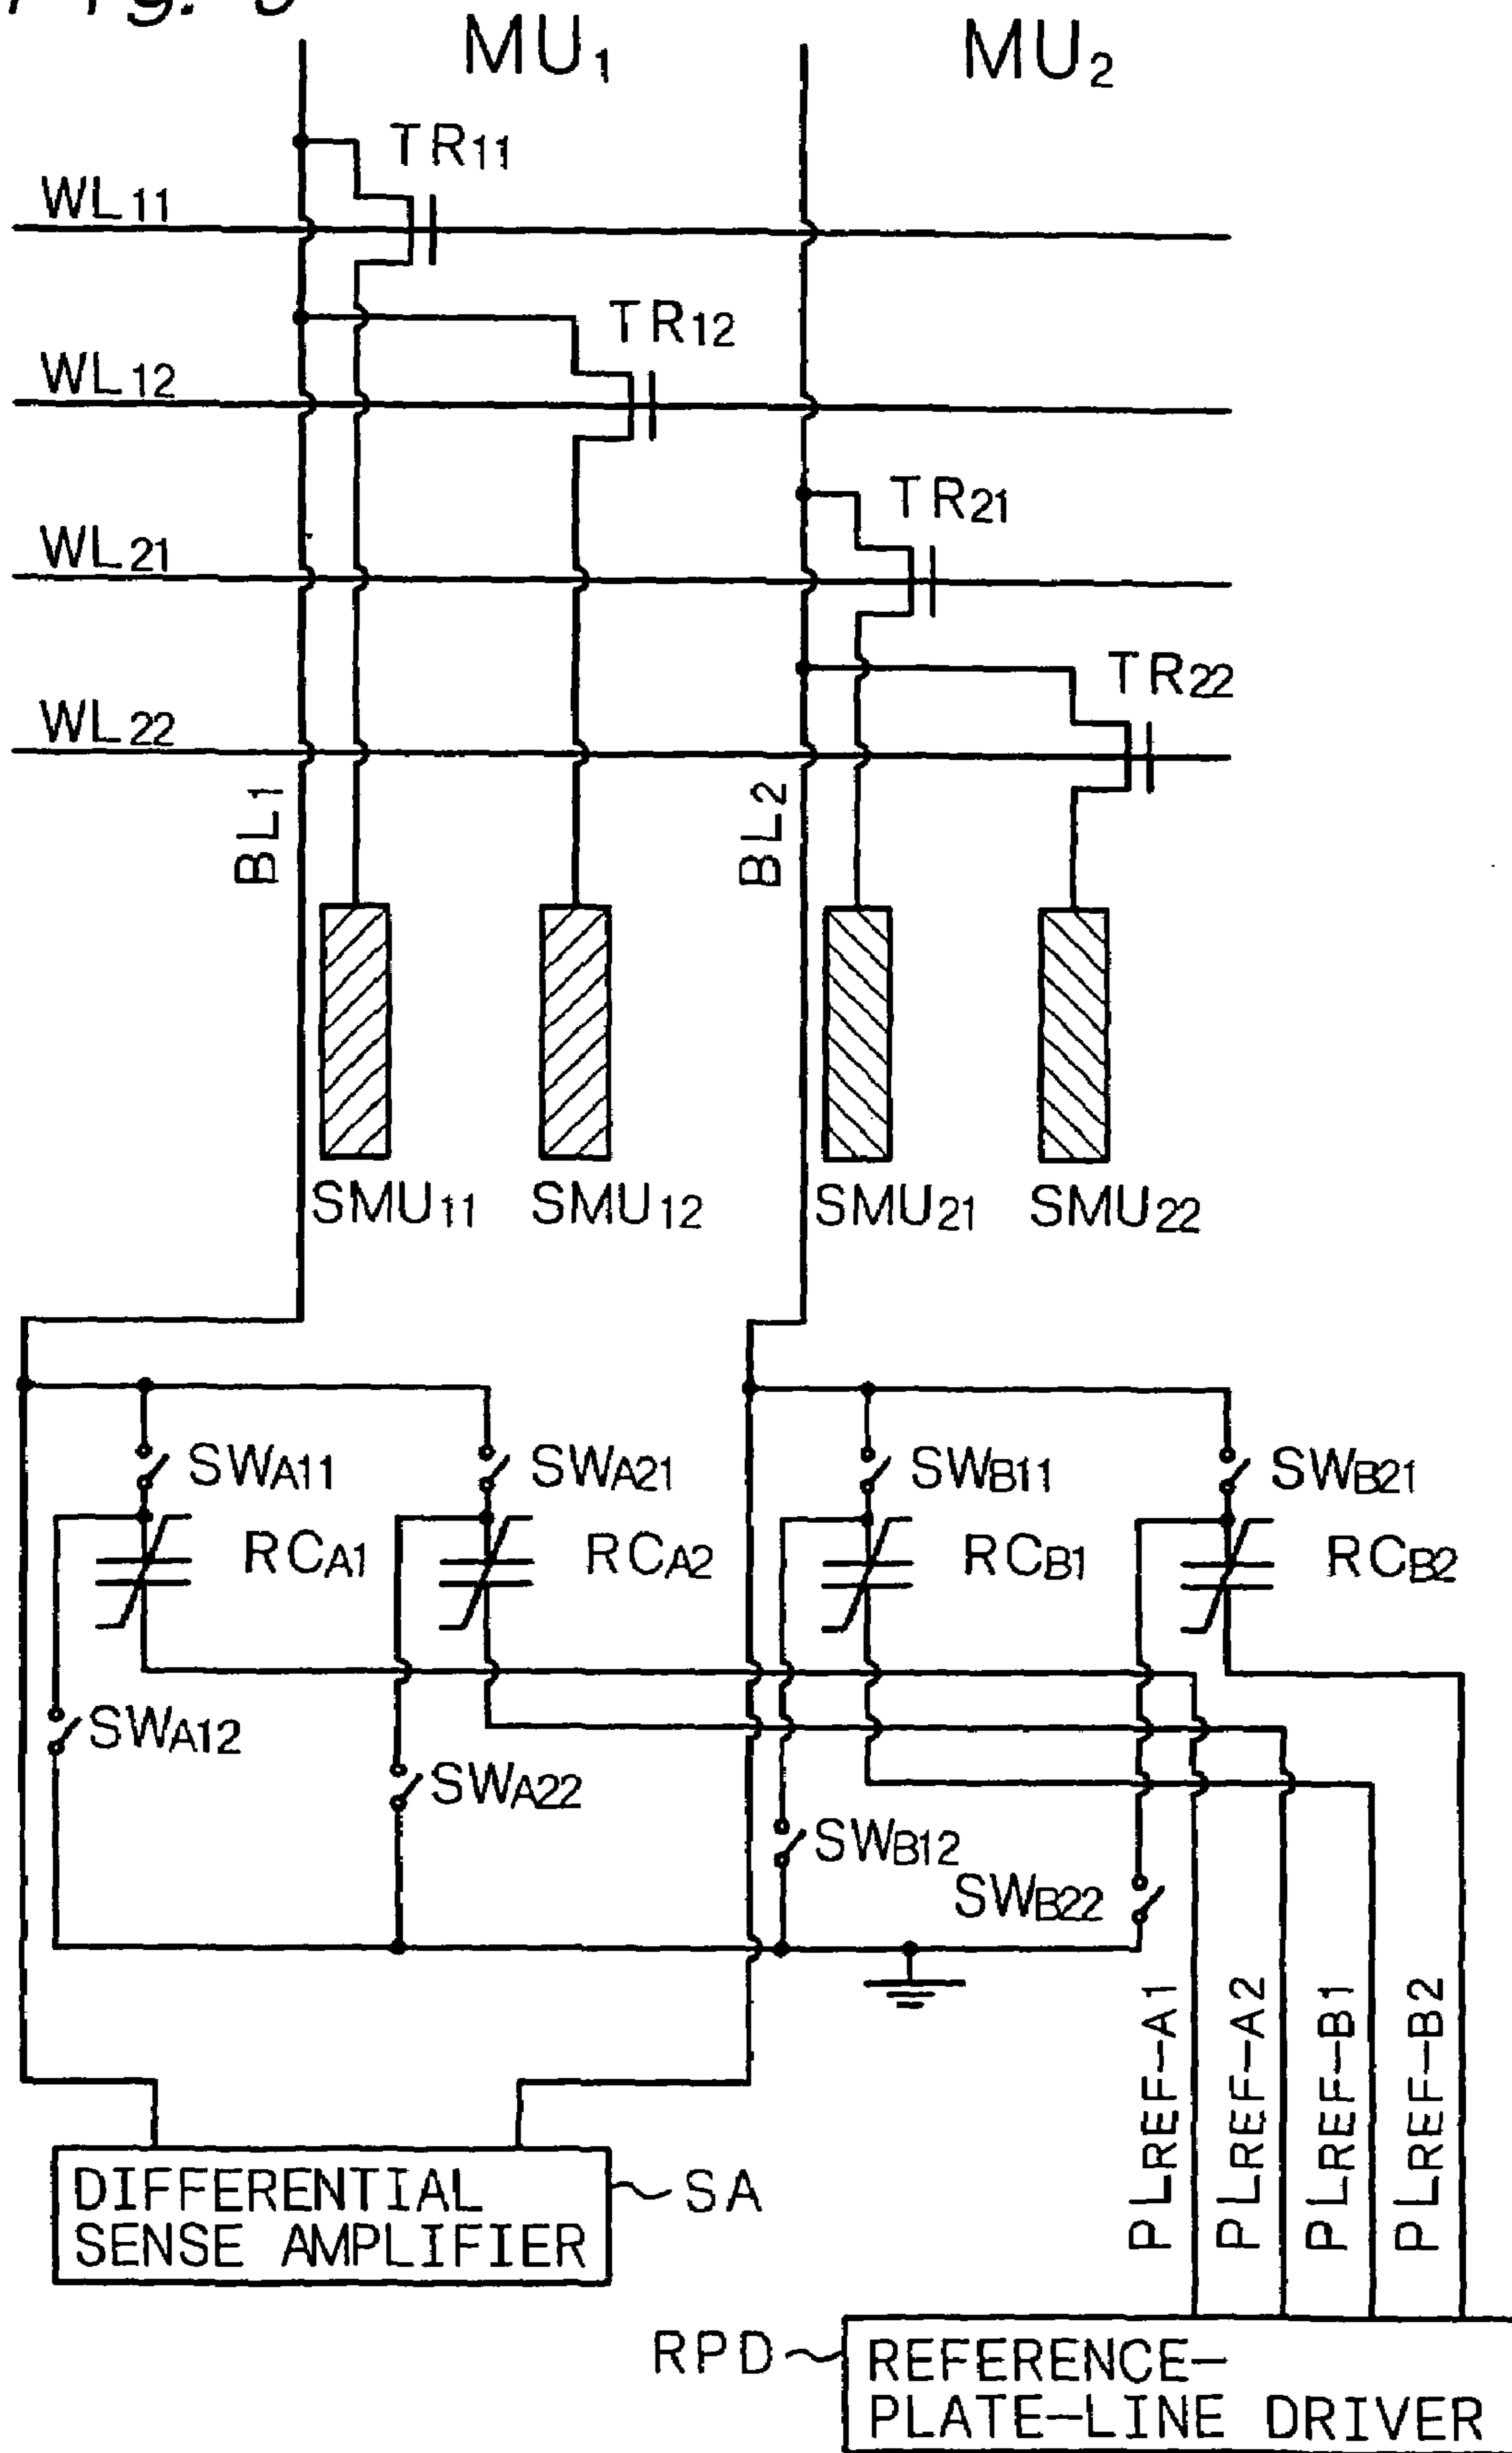 MU1 MU2
TR11
WL11
TR12
WL12
TR21
WL21
TR22
WL22
BL1
BL2
SMU11 SMU12 SMU21 SMU22
SWA11 SWA21 SWB11 SWB21
RCA1 RCA2 RCB1 RCB2
SWA12
SWA22
SWB12
SWB22
PLREF-A1
PLREF-A2
PLREF-B1
PLREF-B2
DIFFERENTIAL
SENSE AMPLIFIER
SA
RPD
REFERENCE-
PLATE-LINE DRIVER